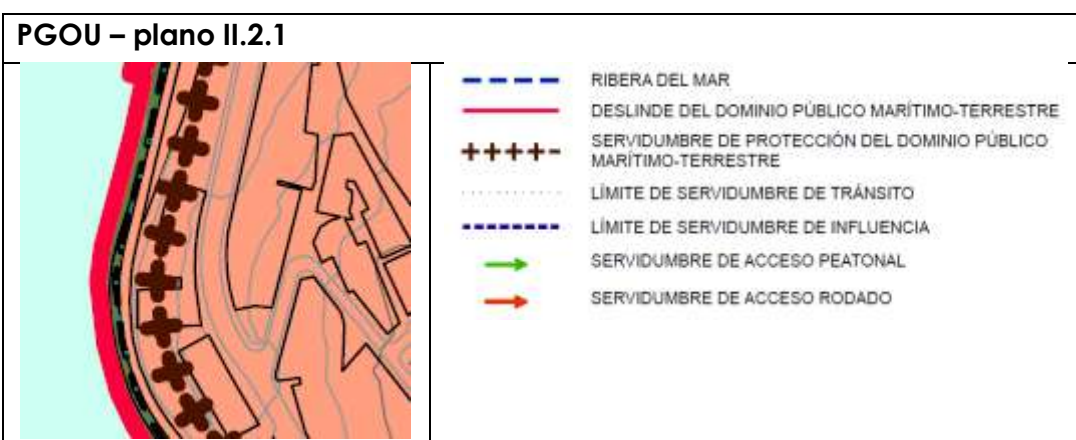 PGOU – plano II.2.1
RIBERA DEL MAR
DESLINDE DEL DOMINIO PÚBLICO MARÍTIMO-TERRESTRE
SERVIDUMBRE DE PROTECCIÓN DEL DOMINIO PÚBLICO
MARÍTIMO-TERRESTRE
LÍMITE DE SERVIDUMBRE DE TRÁNSITO
LÍMITE DE SERVIDUMBRE DE INFLUENCIA
SERVIDUMBRE DE ACCESO PEATONAL
SERVIDUMBRE DE ACCESO RODADO